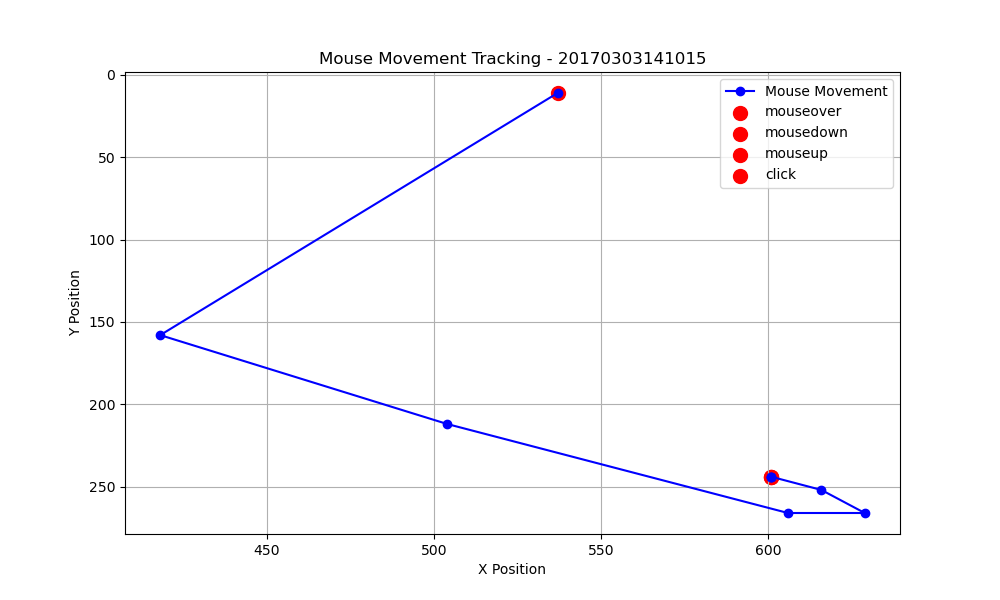 Mouse Movement Tracking - 20170303141015
0
50
100
150
200
250
Y Position
Mouse Movement
mouseover
mousedown
mouseup
click
450
500
550
600
X Position